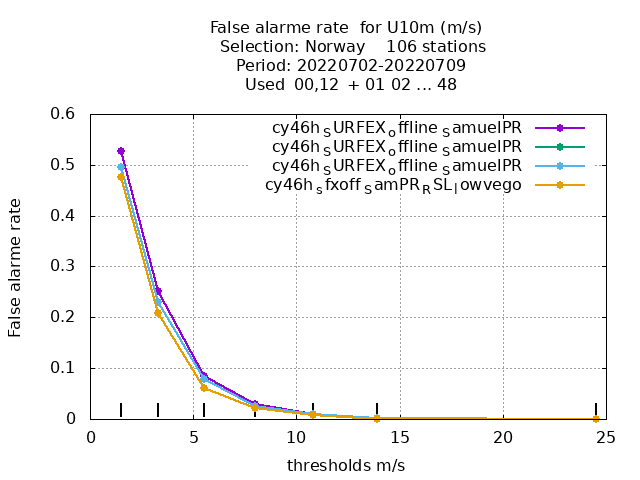 False alarme rate for U10m (m/s)
Selection: Norway 106 stations
Period: 20220702-20220709
Used 00,12 + 01 02 ... 48
0.6
0.5
0.4
0.3
0.2
0.1
0
False alarme rate
cy46h_SURFEX_offline_SamuelPR
cy46h_SURFEX_offline_SamuelPR
cy46h_SURFEX_offline_SamuelPR
cy46h_sfxoff_SamPR_RSL_lowvego
0 5 10 15 20 25
thresholds m/s